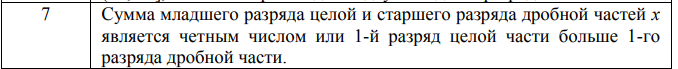 7 Сумма младшего разряда целой и старшего разряда дробной частей x
является четным числом или 1-й разряд целой части больше 1-го
разряда дробной части.